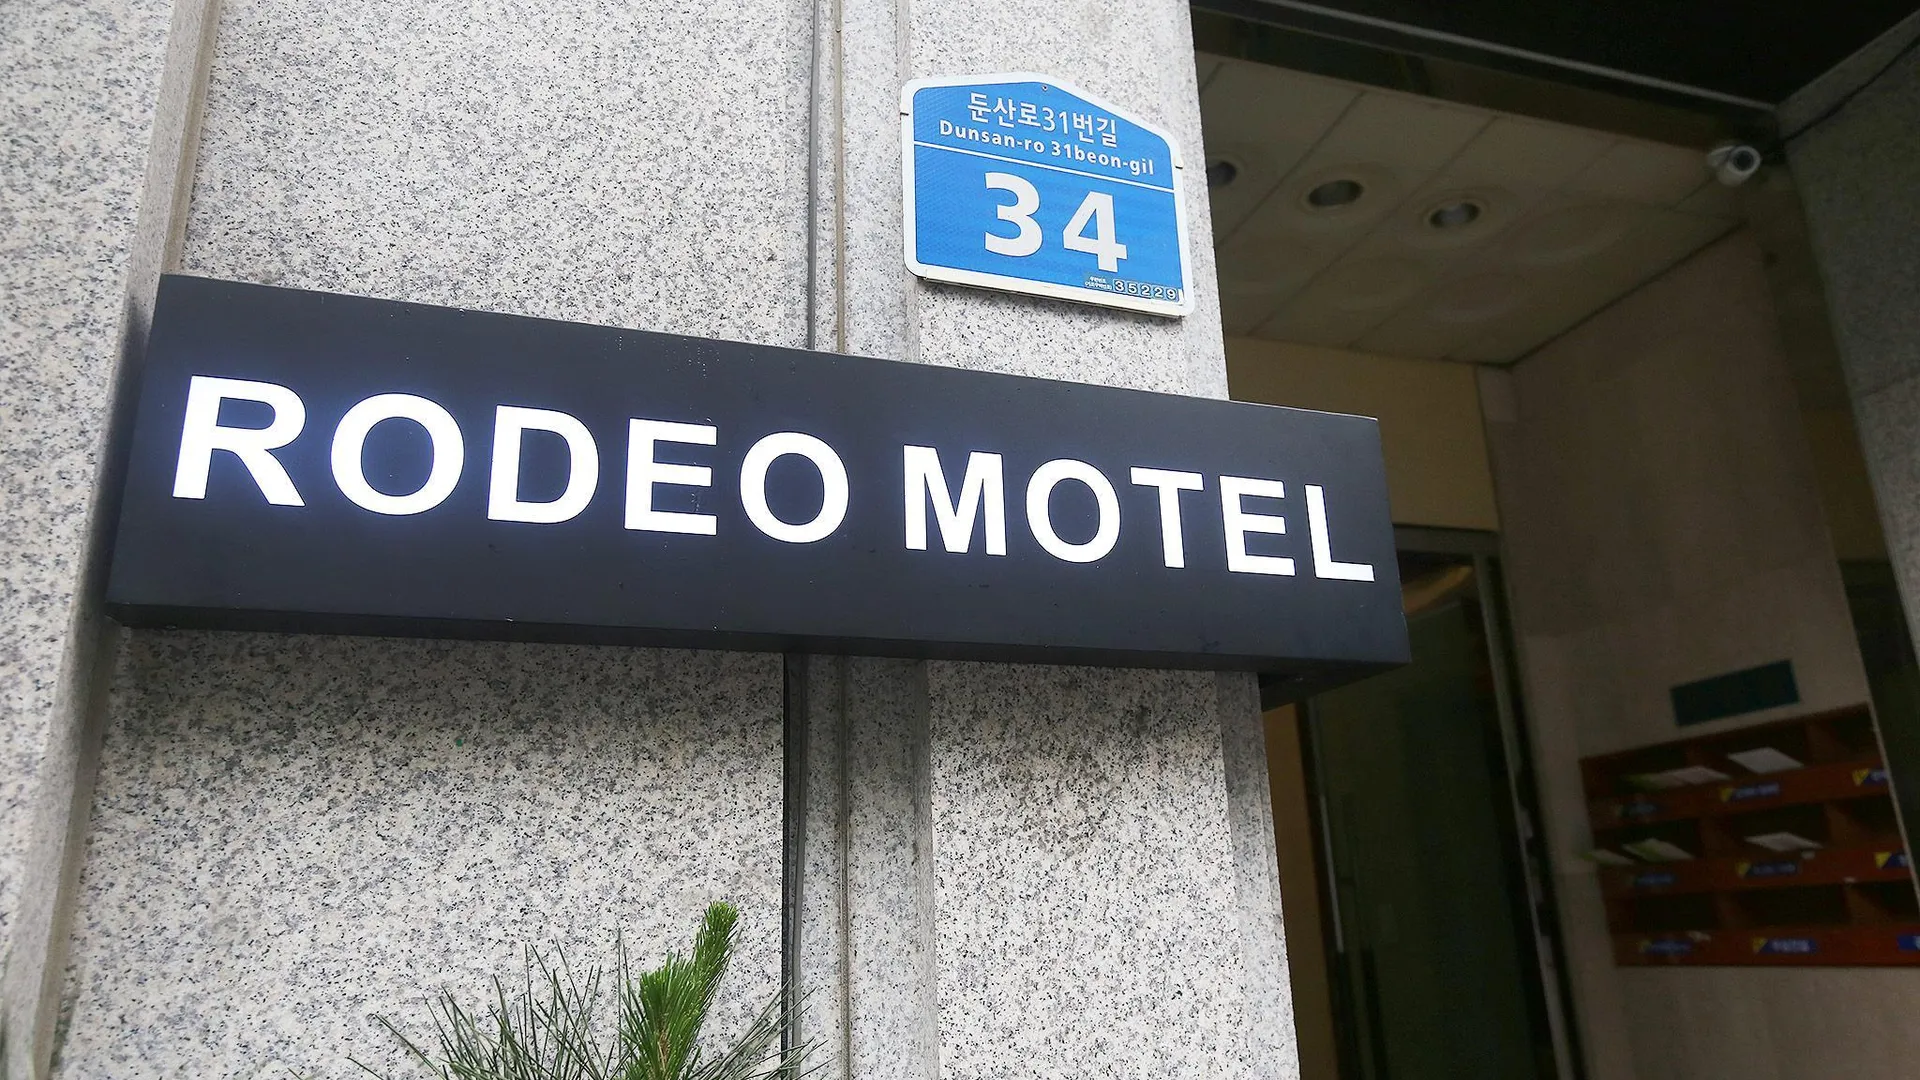 둔산로31번길
Dunsan-ro 31beon-gil
34
35229
RODEO MOTEL